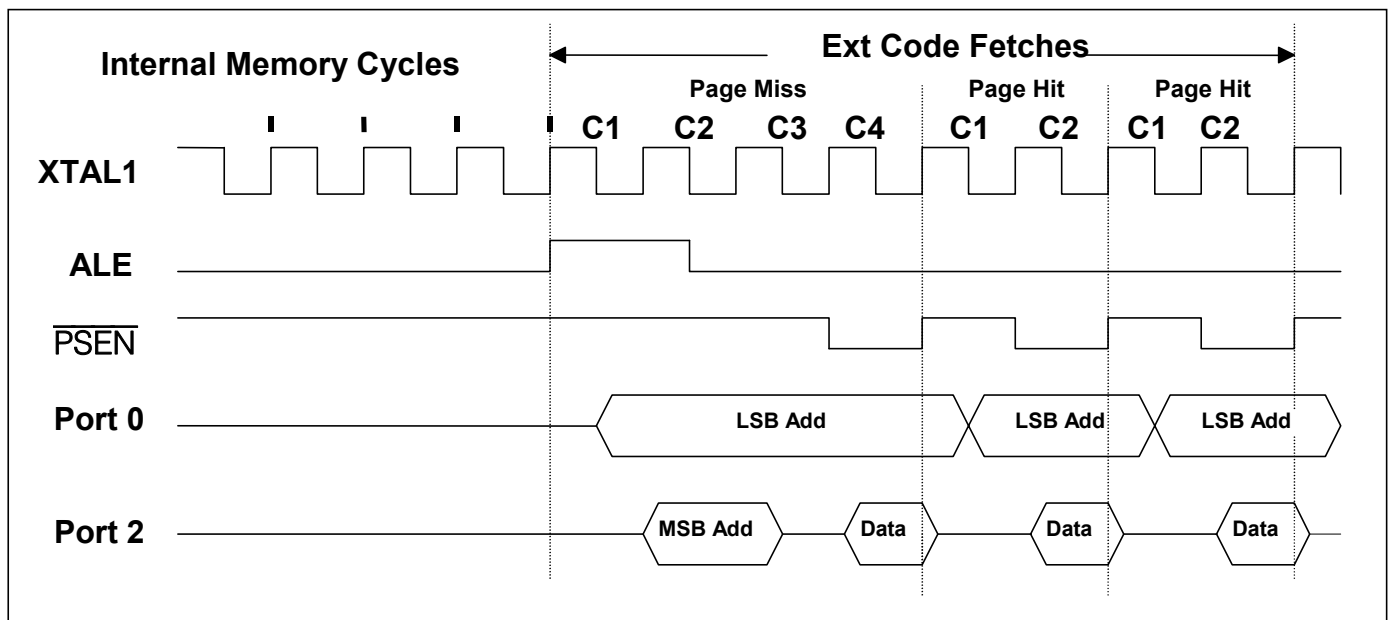 Internal Memory Cycles
Ext Code Fetches
Page Miss
Page Hit
Page Hit
C1 C2 C3 C4 C1 C2 C1 C2
XTAL1
ALE
PSEN
Port 0
LSB Add
LSB Add
LSB Add
Port 2
MSB Add
Data
Data
Data